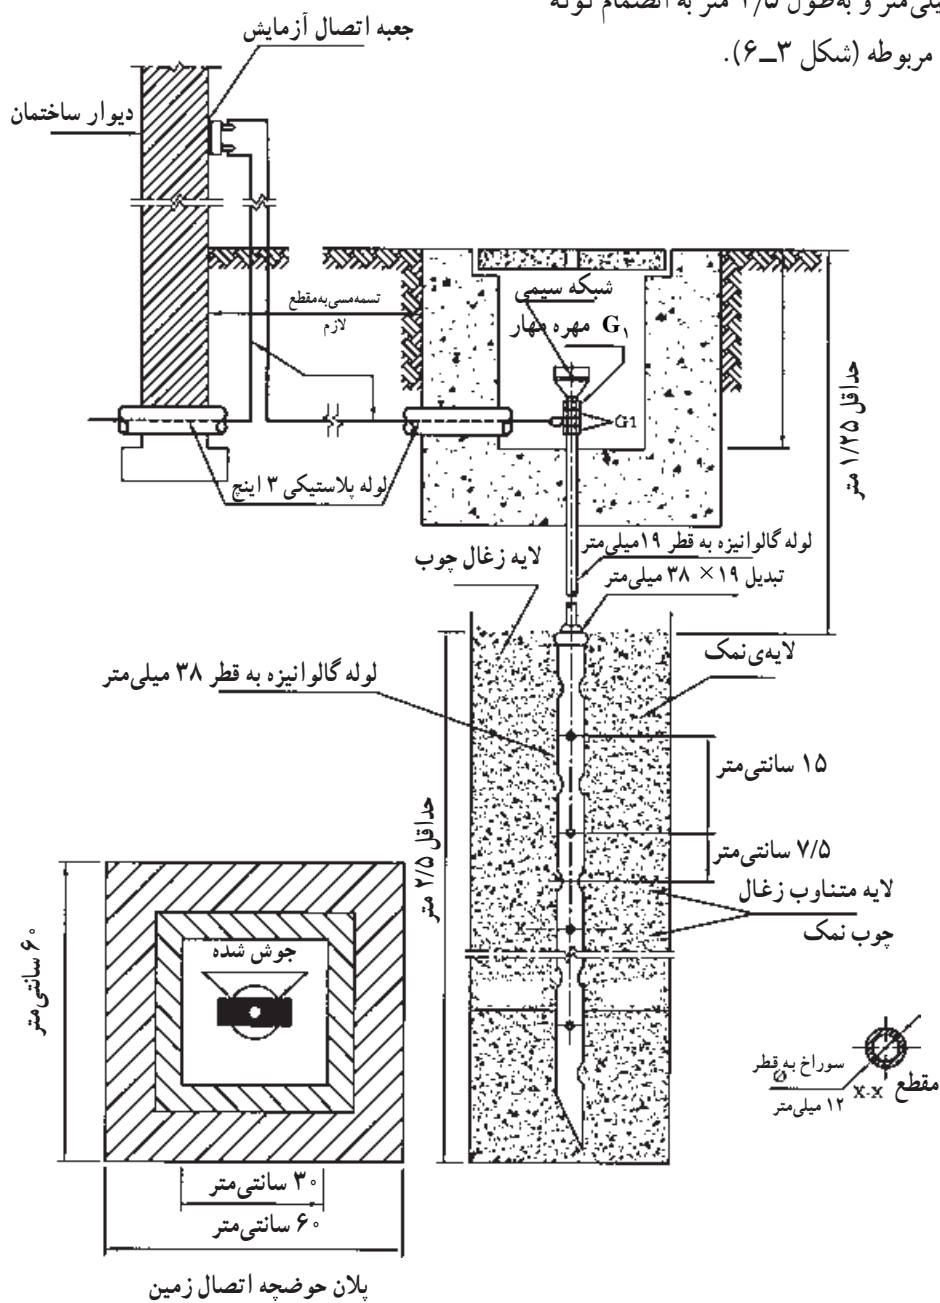 میلی‌متر و به‌طول ۲/۵ متر به انضمام لوله
مربوطه (شکل ۳ــ۶).
جعبه اتصال آزمایش
دیوار ساختمان
شبکه سیمی
G۱ مهره مهار
تسمه‌مسی‌به‌مقطع
لازم
G1
حداقل ۱/۲۵ متر
لوله پلاستیکی ۳ اینچ
لوله گالوانیزه به قطر ۱۹میلی‌متر
تبدیل ۱۹ × ۳۸ میلی‌متر
لایه زغال چوب
لایه‌ی نمک
لوله گالوانیزه به قطر ۳۸ میلی‌متر
۱۵ سانتی‌متر
حداقل ۲/۵ متر
۷/۵ سانتی‌متر
لایه متناوب زغال
چوب نمک
X X
جوش شده
۶۰ سانتی‌متر
سوراخ به قطر
Ø
۱۲ میلی‌متر
مقطع X-X
۳۰ سانتی‌متر
۶۰ سانتی‌متر
پلان حوضچه اتصال زمین